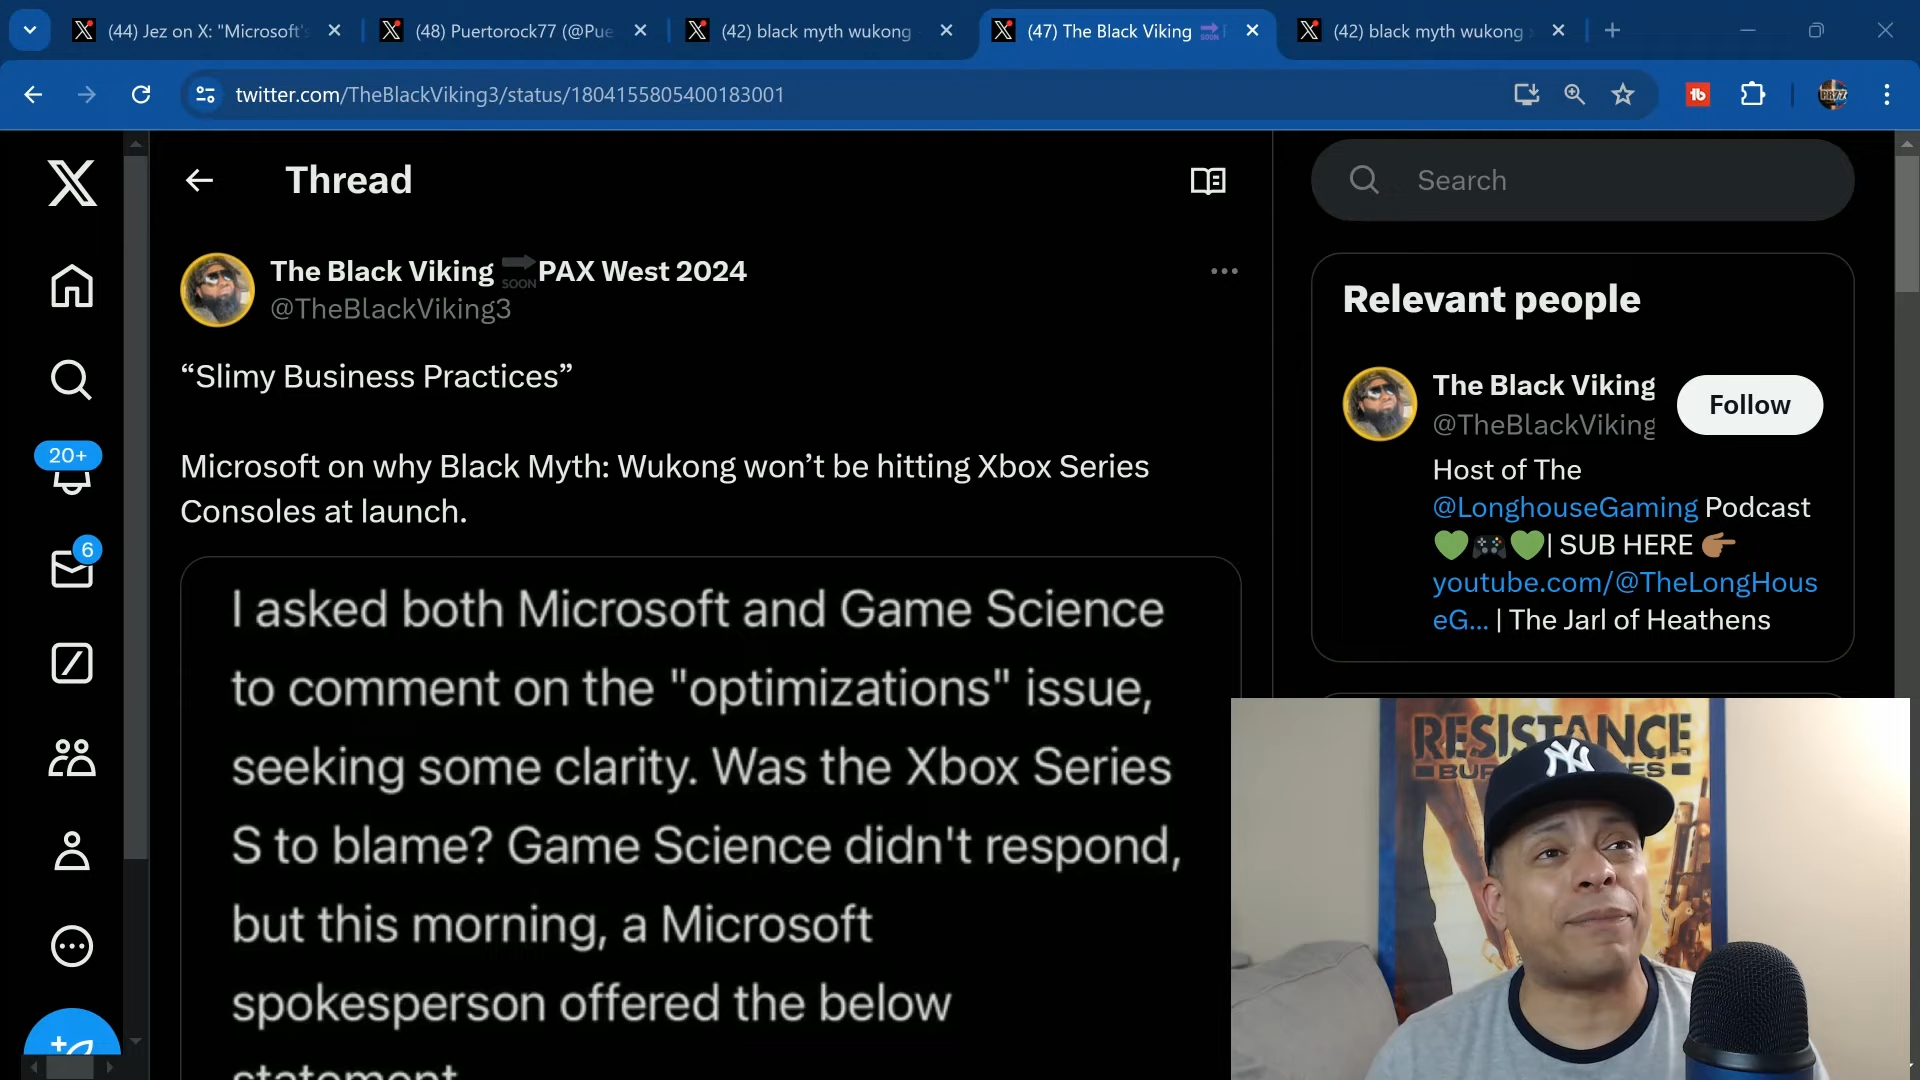 (44) Jez on X: "Microsoft's
(48) Puertorock77 (@Pue
(42) black myth wukong
(47) The Black Viking SOON
(42) black myth wukong
twitter.com/TheBlackViking3/status/1804155805400183001
PR77
Thread
Search
The Black Viking SOON PAX West 2024
@TheBlackViking3
“Slimy Business Practices”
Microsoft on why Black Myth: Wukong won’t be hitting Xbox Series
Consoles at launch.
I asked both Microsoft and Game Science
to comment on the "optimizations" issue,
seeking some clarity. Was the Xbox Series
S to blame? Game Science didn't respond,
but this morning, a Microsoft
spokesperson offered the below
statement
20+
6
Relevant people
The Black Viking
@TheBlackViking
Follow
Host of The
@LonghouseGaming Podcast
| SUB HERE
youtube.com/@TheLongHous
eG... | The Jarl of Heathens
RESISTANCE
NY